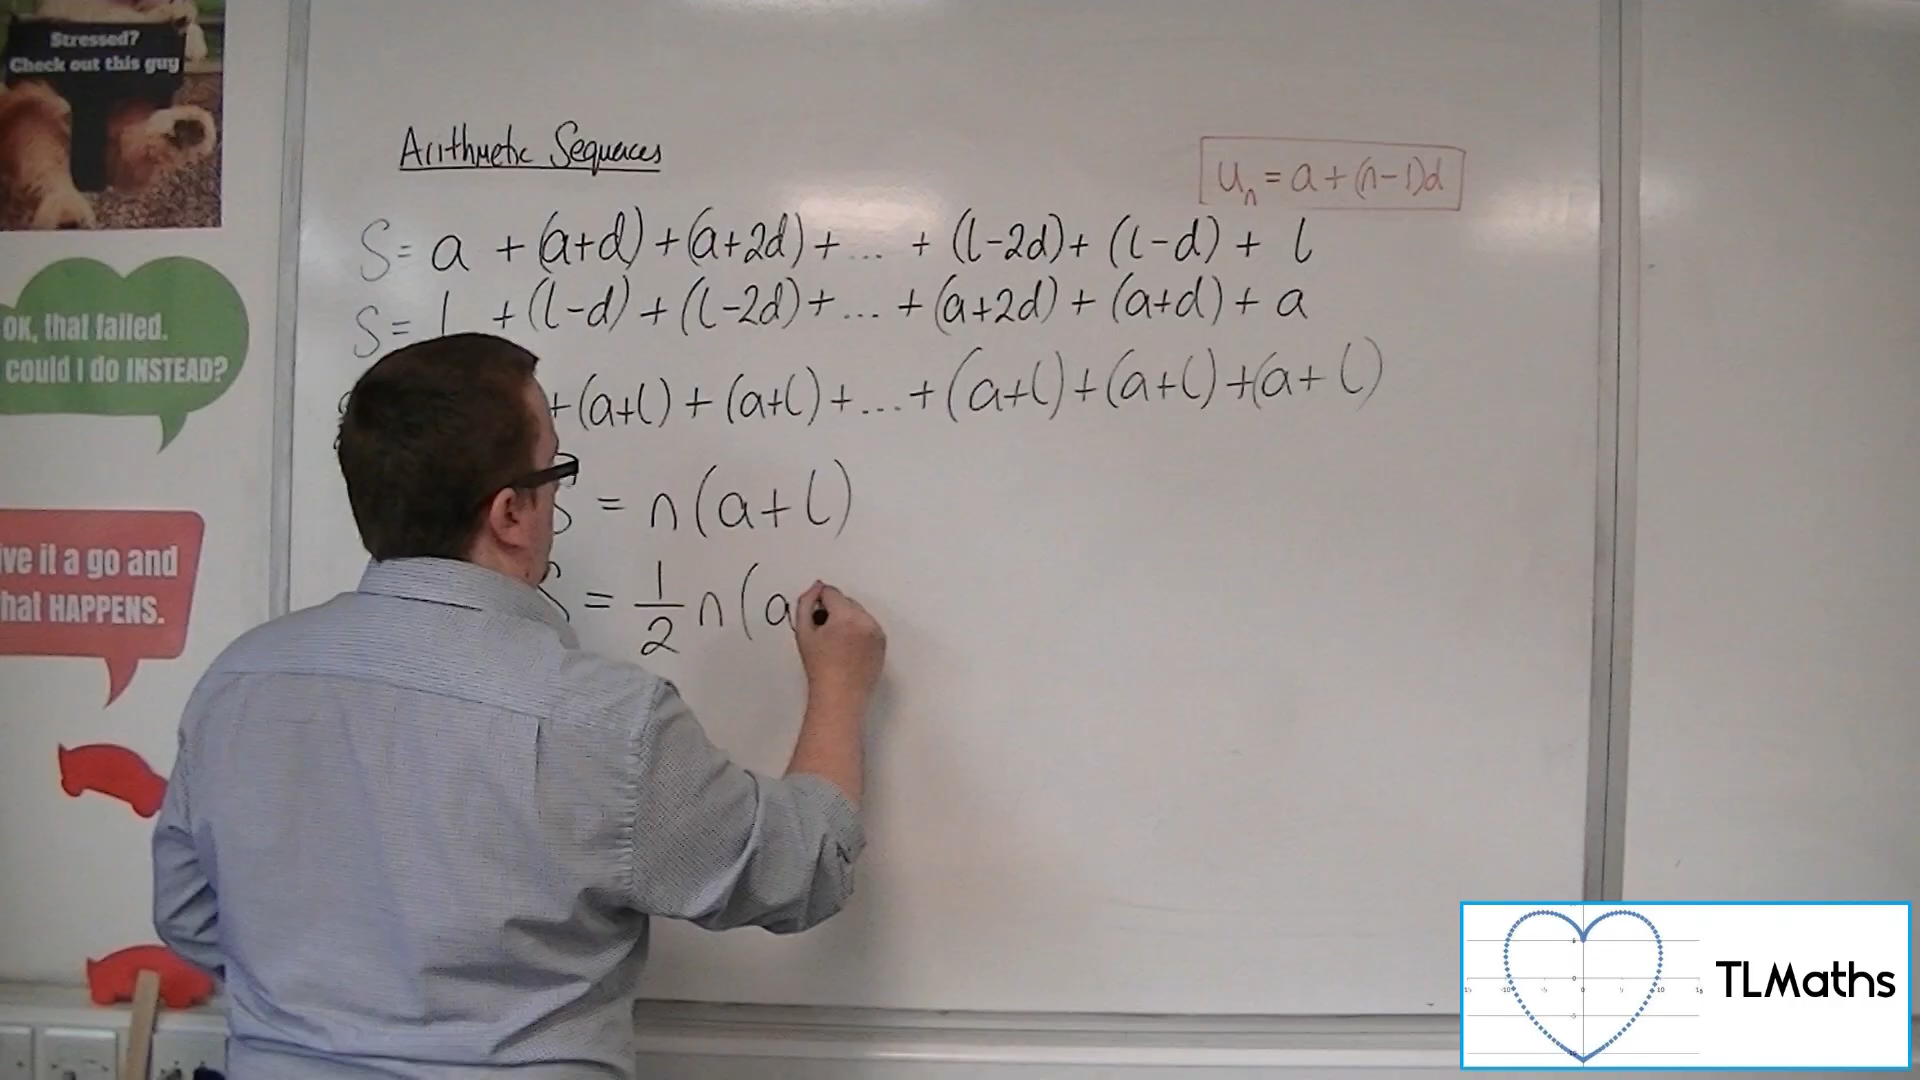 Stressed?
Check out this guy
OK, that failed.
could I do INSTEAD?
ive it a go and
hat HAPPENS.
Arithmetic Sequences
Uₙ = a + (n-1)d
S = a + (a+d) + (a+2d) + ... + (l-2d) + (l-d) + l
S = l + (l-d) + (l-2d) + ... + (a+2d) + (a+d) + a
+ (a+l) + (a+l) + ... + (a+l) + (a+l) + (a+l)
S = n(a+l)
S = 1/2 n(a
TLMaths